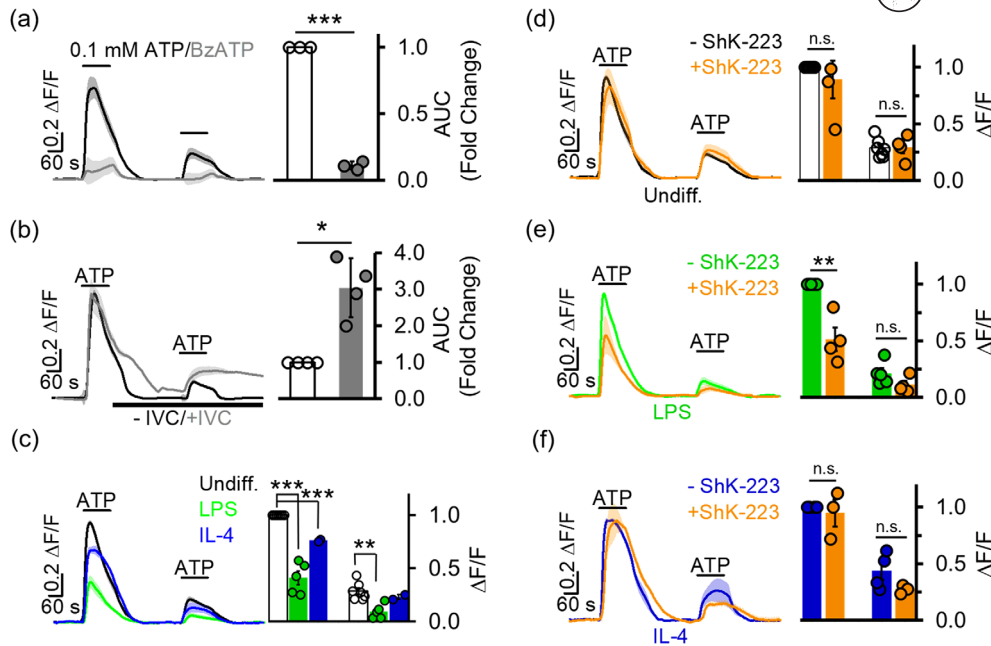 (a)
0.1 mM ATP/BzATP
0.2 ΔF/F
60 s
***
1.0
0.5
0.0
AUC
(Fold Change)
(b)
ATP
ATP
0.2 ΔF/F
60 s
- IVC/+IVC
*
4.0
3.0
2.0
1.0
0.0
AUC
(Fold Change)
(c)
Undiff.
LPS
IL-4
ATP
ATP
0.2 ΔF/F
60 s
***
***
**
1.0
0.5
0.0
ΔF/F
(d)
- ShK-223
+ShK-223
ATP
ATP
0.2 ΔF/F
60 s
Undiff.
n.s.
n.s.
1.0
0.5
0.0
ΔF/F
(e)
- ShK-223
+ShK-223
ATP
ATP
0.2 ΔF/F
60 s
LPS
**
n.s.
1.0
0.5
0.0
ΔF/F
(f)
- ShK-223
+ShK-223
ATP
ATP
0.2 ΔF/F
60 s
IL-4
n.s.
n.s.
1.0
0.5
0.0
ΔF/F